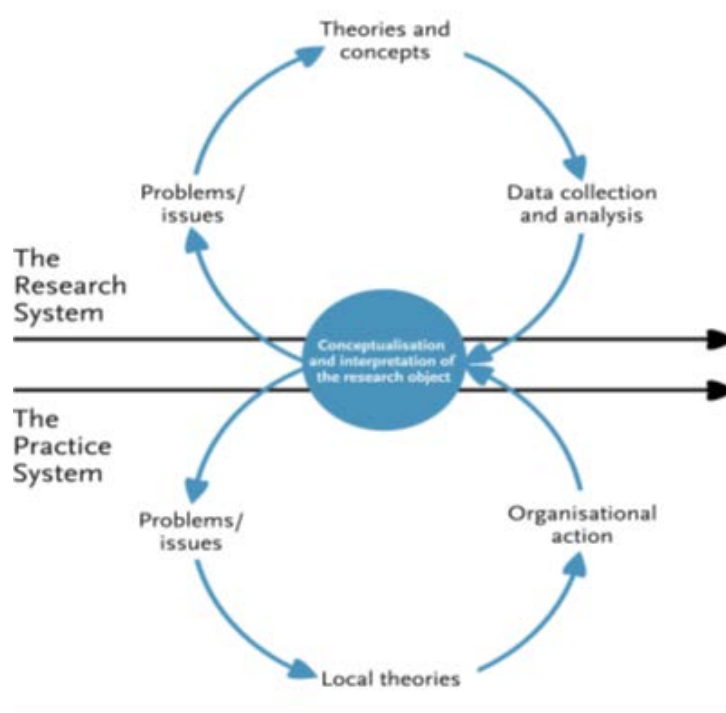 Theories and
concepts
Problems/
issues
Data collection
and analysis
The
Research
System
Conceptualisation
and interpretation of
the research object
The
Practice
System
Problems/
issues
Organisational
action
Local theories